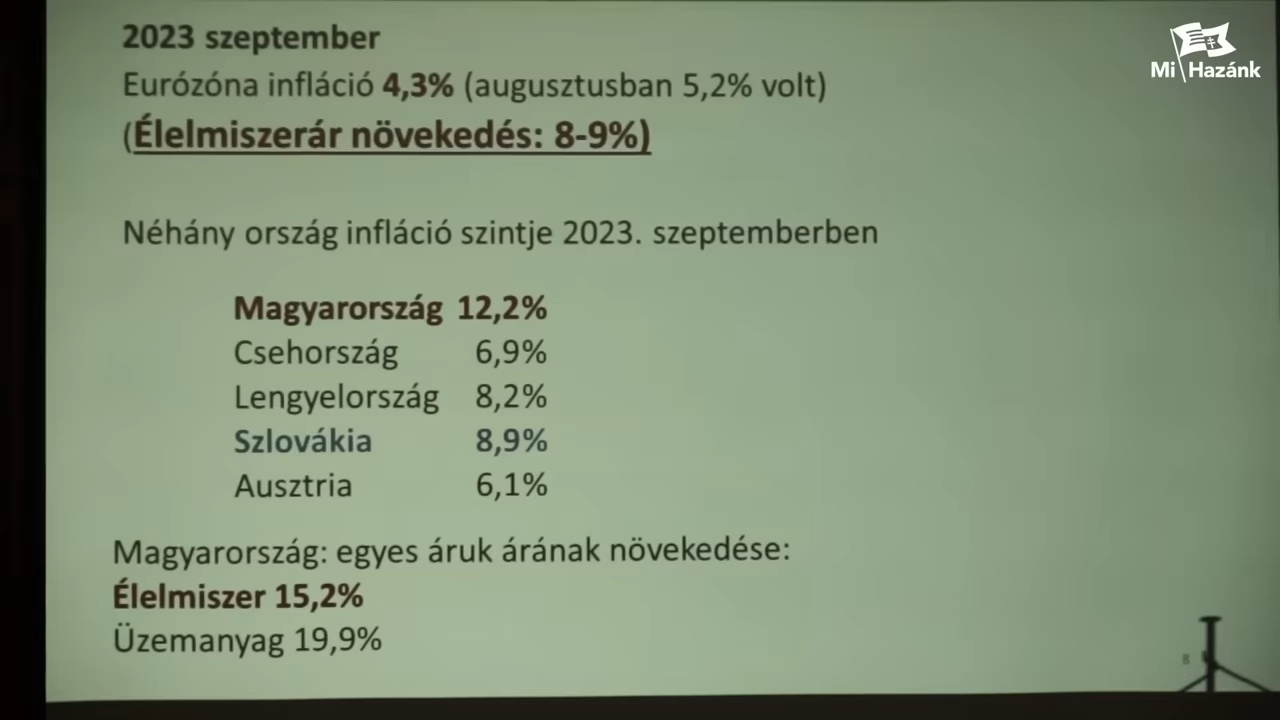 2023 szeptember
Eurózóna infláció 4,3% (augusztusban 5,2% volt)
(Élelmiszerár növekedés: 8-9%)
Néhány ország infláció szintje 2023. szeptemberben
Magyarország 12,2%
Csehország 6,9%
Lengyelország 8,2%
Szlovákia 8,9%
Ausztria 6,1%
Magyarország: egyes áruk árának növekedése:
Élelmiszer 15,2%
Üzemanyag 19,9%
8
Mi Hazánk